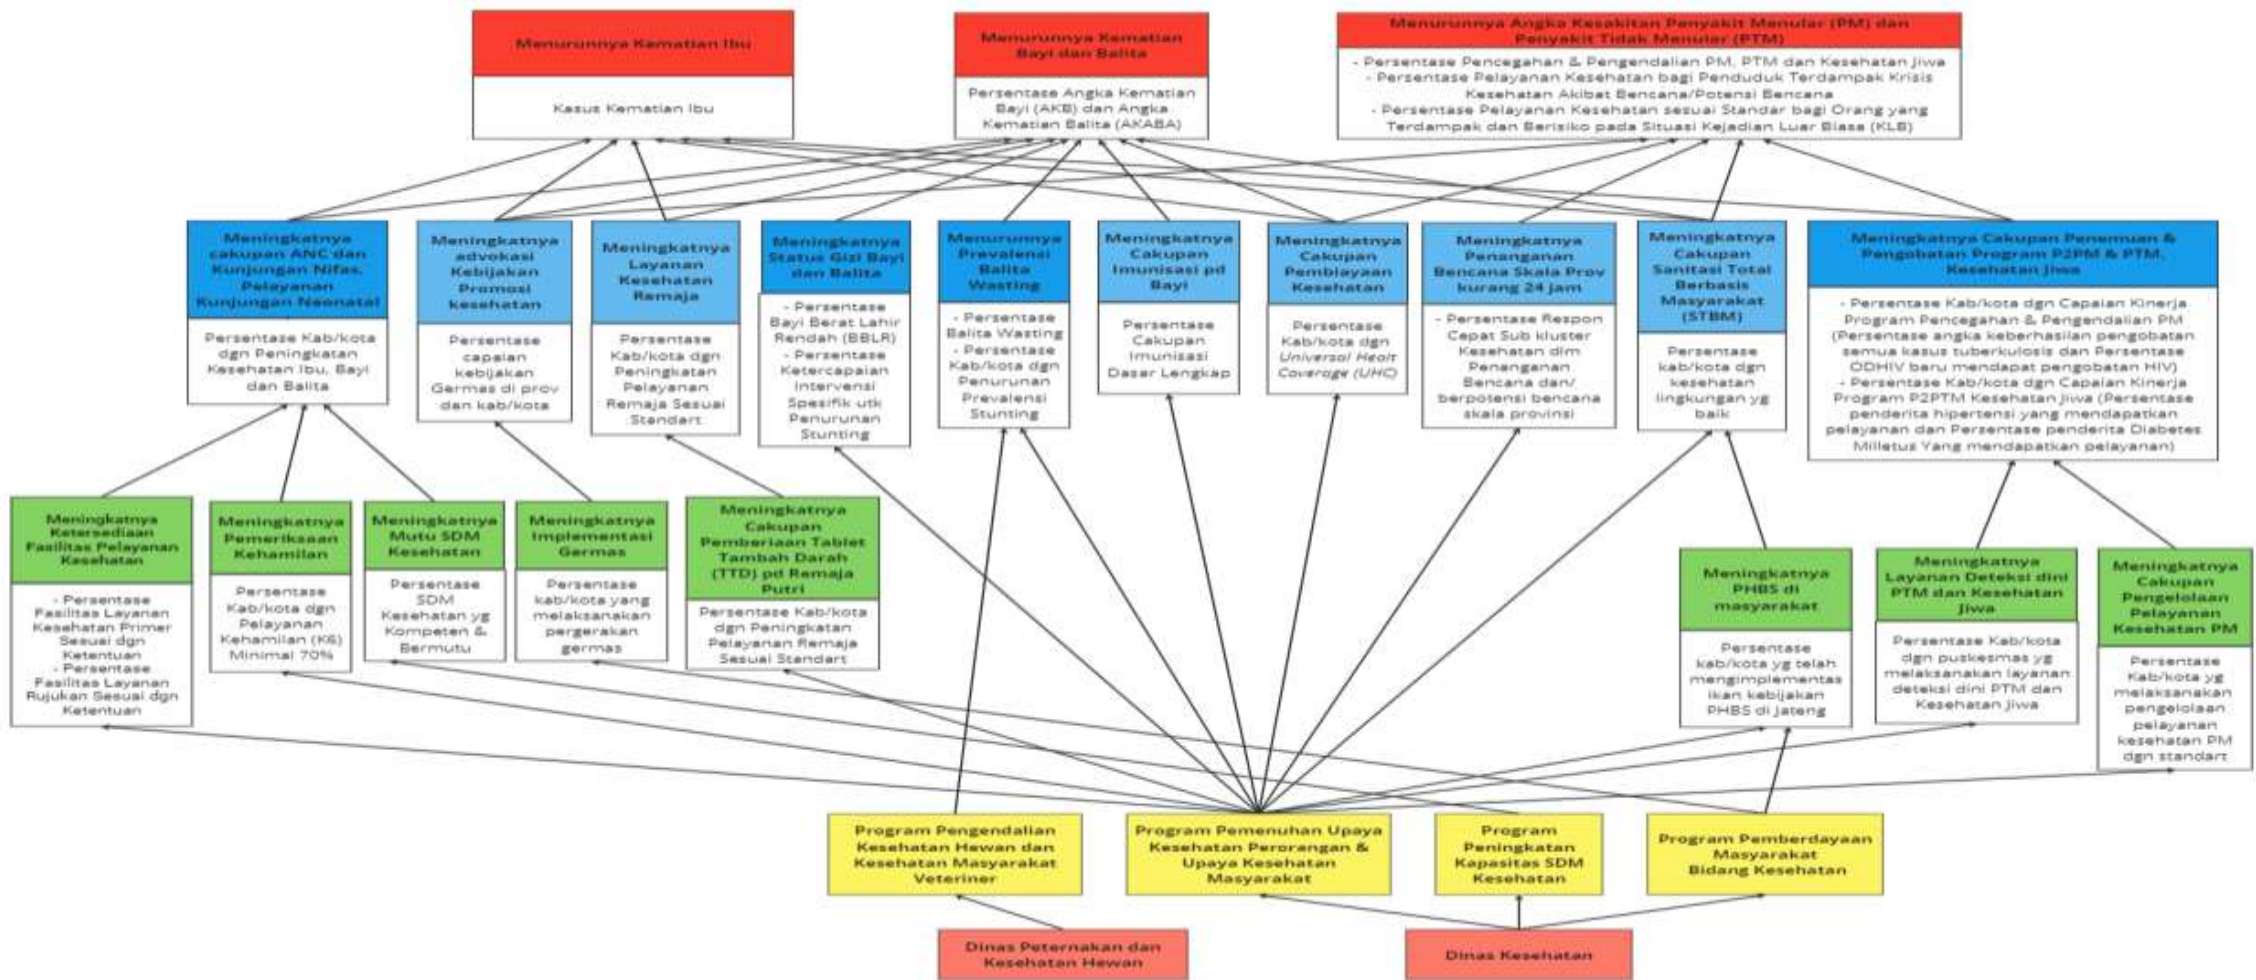 Menurunnya Kematian Ibu
Kasus Kematian Ibu
Menurunnya Kematian
Bayi dan Balita
Persentase Angka Kematian
Bayi (AKB) dan Angka
Kematian Balita (AKABA)
Menurunnya Angka Kesakitan Penyakit Menular (PM) dan
Penyakit Tidak Menular (PTM)
- Persentase Pencegahan & Pengendalian PM, PTM dan Kesehatan Jiwa
- Persentase Pelayanan Kesehatan bagi Penduduk Terdampak Krisis
Kesehatan Akibat Bencana/Potensi Bencana
- Persentase Pelayanan Kesehatan sesuai Standar bagi Orang yang
Terdampak dan Berisiko pada Situasi Kejadian Luar Biasa (KLB)
Meningkatnya
cakupan ANC dan
Kunjungan Nifas,
Pelayanan
Kunjungan Neonatal
Persentase Kab/kota
dgn Peningkatan
Kesehatan Ibu, Bayi
dan Balita
Meningkatnya
advokasi
Kebijakan
Promosi
kesehatan
Persentase
capaian
kebijakan
Germas di prov
dan kab/kota
Meningkatnya
Layanan
Kesehatan
Remaja
Persentase
Kab/kota dgn
Peningkatan
Pelayanan
Remaja Sesuai
Standart
Meningkatnya
Status Gizi Bayi
dan Balita
- Persentase
Bayi Berat Lahir
Rendah (BBLR)
- Persentase
Ketercapaian
Intervensi
Spesifik utk
Penurunan
Stunting
Menurunnya
Prevalensi
Balita
Wasting
- Persentase
Balita Wasting
- Persentase
Kab/kota dgn
Penurunan
Prevalensi
Stunting
Meningkatnya
Cakupan
Imunisasi pd
Bayi
Persentase
Cakupan
Imunisasi
Dasar Lengkap
Meningkatnya
Cakupan
Pembiayaan
Kesehatan
Persentase
Kab/kota dgn
Universal Healt
Coverage (UHC)
Meningkatnya
Penanganan
Bencana Skala Prov
kurang 24 jam
- Persentase Respon
Cepat Sub kluster
Kesehatan dlm
Penanganan
Bencana dan/
berpotensi bencana
skala provinsi
Meningkatnya
Cakupan
Sanitasi Total
Berbasis
Masyarakat
(STBM)
Persentase
kab/kota dgn
kesehatan
lingkungan yg
baik
Meningkatnya Cakupan Penemuan &
Pengobatan Program P2PM & PTM,
Kesehatan Jiwa
- Persentase Kab/kota dgn Capaian Kinerja
Program Pencegahan & Pengendalian PM
(Persentase angka keberhasilan pengobatan
semua kasus tuberkulosis dan Persentase
ODHIV baru mendapat pengobatan HIV)
- Persentase Kab/kota dgn Capaian Kinerja
Program P2PTM Kesehatan Jiwa (Persentase
penderita hipertensi yang mendapatkan
pelayanan dan Persentase penderita Diabetes
Milletus Yang mendapatkan pelayanan)
Meningkatnya
Ketersediaan
Fasilitas Pelayanan
Kesehatan
- Persentase
Fasilitas Layanan
Kesehatan Primer
Sesuai dgn
Ketentuan
- Persentase
Fasilitas Layanan
Rujukan Sesuai dgn
Ketentuan
Meningkatnya
Pemeriksaan
Kehamilan
Persentase
Kab/kota dgn
Pelayanan
Kehamilan (K6)
Minimal 70%
Meningkatnya
Mutu SDM
Kesehatan
Persentase
SDM
Kesehatan yg
Kompeten &
Bermutu
Meningkatnya
Implementasi
Germas
Persentase
kab/kota yang
melaksanakan
pergerakan
germas
Meningkatnya
Cakupan
Pemberiaan Tablet
Tambah Darah
(TTD) pd Remaja
Putri
Persentase Kab/kota
dgn Peningkatan
Pelayanan Remaja
Sesuai Standart
Meningkatnya
PHBS di
masyarakat
Persentase
kab/kota yg telah
mengimplementas
ikan kebijakan
PHBS di Jateng
Meningkatnya
Layanan Deteksi dini
PTM dan Kesehatan
Jiwa
Persentase Kab/kota
dgn puskesmas yg
melaksanakan layanan
deteksi dini PTM dan
Kesehatan Jiwa
Meningkatnya
Cakupan
Pengelolaan
Pelayanan
Kesehatan PM
Persentase
Kab/kota yg
melaksanakan
pengelolaan
pelayanan
kesehatan PM
dgn standart
Program Pengendalian
Kesehatan Hewan dan
Kesehatan Masyarakat
Veteriner
Program Pemenuhan Upaya
Kesehatan Perorangan &
Upaya Kesehatan
Masyarakat
Program
Peningkatan
Kapasitas SDM
Kesehatan
Program Pemberdayaan
Masyarakat
Bidang Kesehatan
Dinas Peternakan dan
Kesehatan Hewan
Dinas Kesehatan